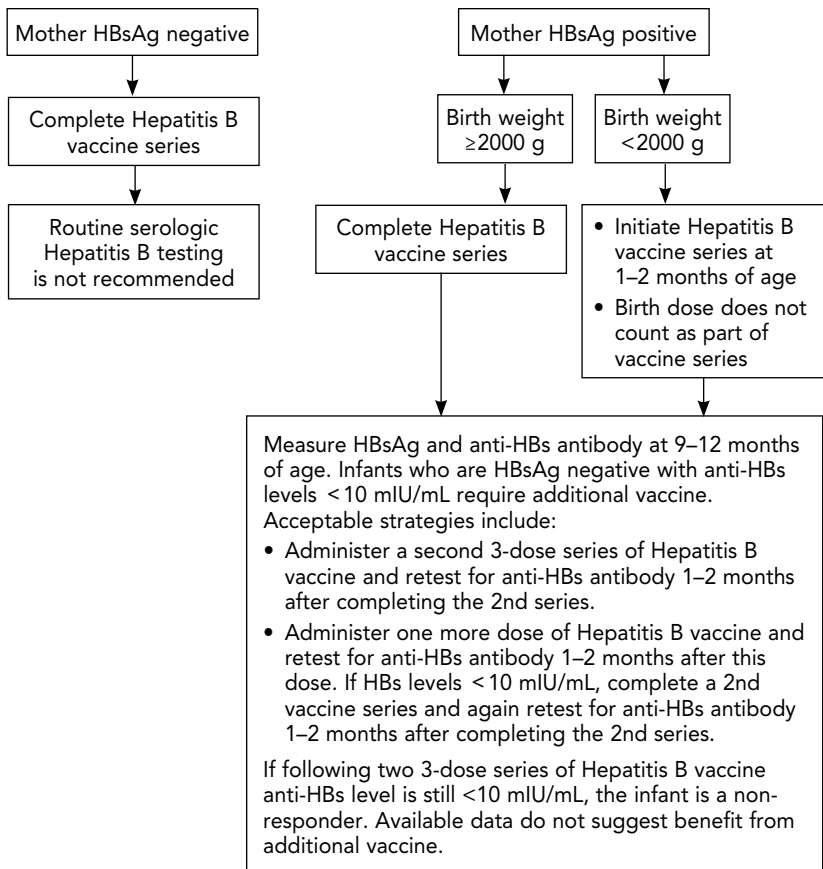 Mother HBsAg negative
Complete Hepatitis B
vaccine series
Routine serologic
Hepatitis B testing
is not recommended
Mother HBsAg positive
Birth weight
≥2000 g
Complete Hepatitis B
vaccine series
Birth weight
<2000 g
• Initiate Hepatitis B
vaccine series at
1–2 months of age
• Birth dose does not
count as part of
vaccine series
Measure HBsAg and anti-HBs antibody at 9–12 months
of age. Infants who are HBsAg negative with anti-HBs
levels <10 mIU/mL require additional vaccine.
Acceptable strategies include:
• Administer a second 3-dose series of Hepatitis B
vaccine and retest for anti-HBs antibody 1–2 months
after completing the 2nd series.
• Administer one more dose of Hepatitis B vaccine and
retest for anti-HBs antibody 1–2 months after this
dose. If HBs levels <10 mIU/mL, complete a 2nd
vaccine series and again retest for anti-HBs antibody
1–2 months after completing the 2nd series.
If following two 3-dose series of Hepatitis B vaccine
anti-HBs level is still <10 mIU/mL, the infant is a non-
responder. Available data do not suggest benefit from
additional vaccine.